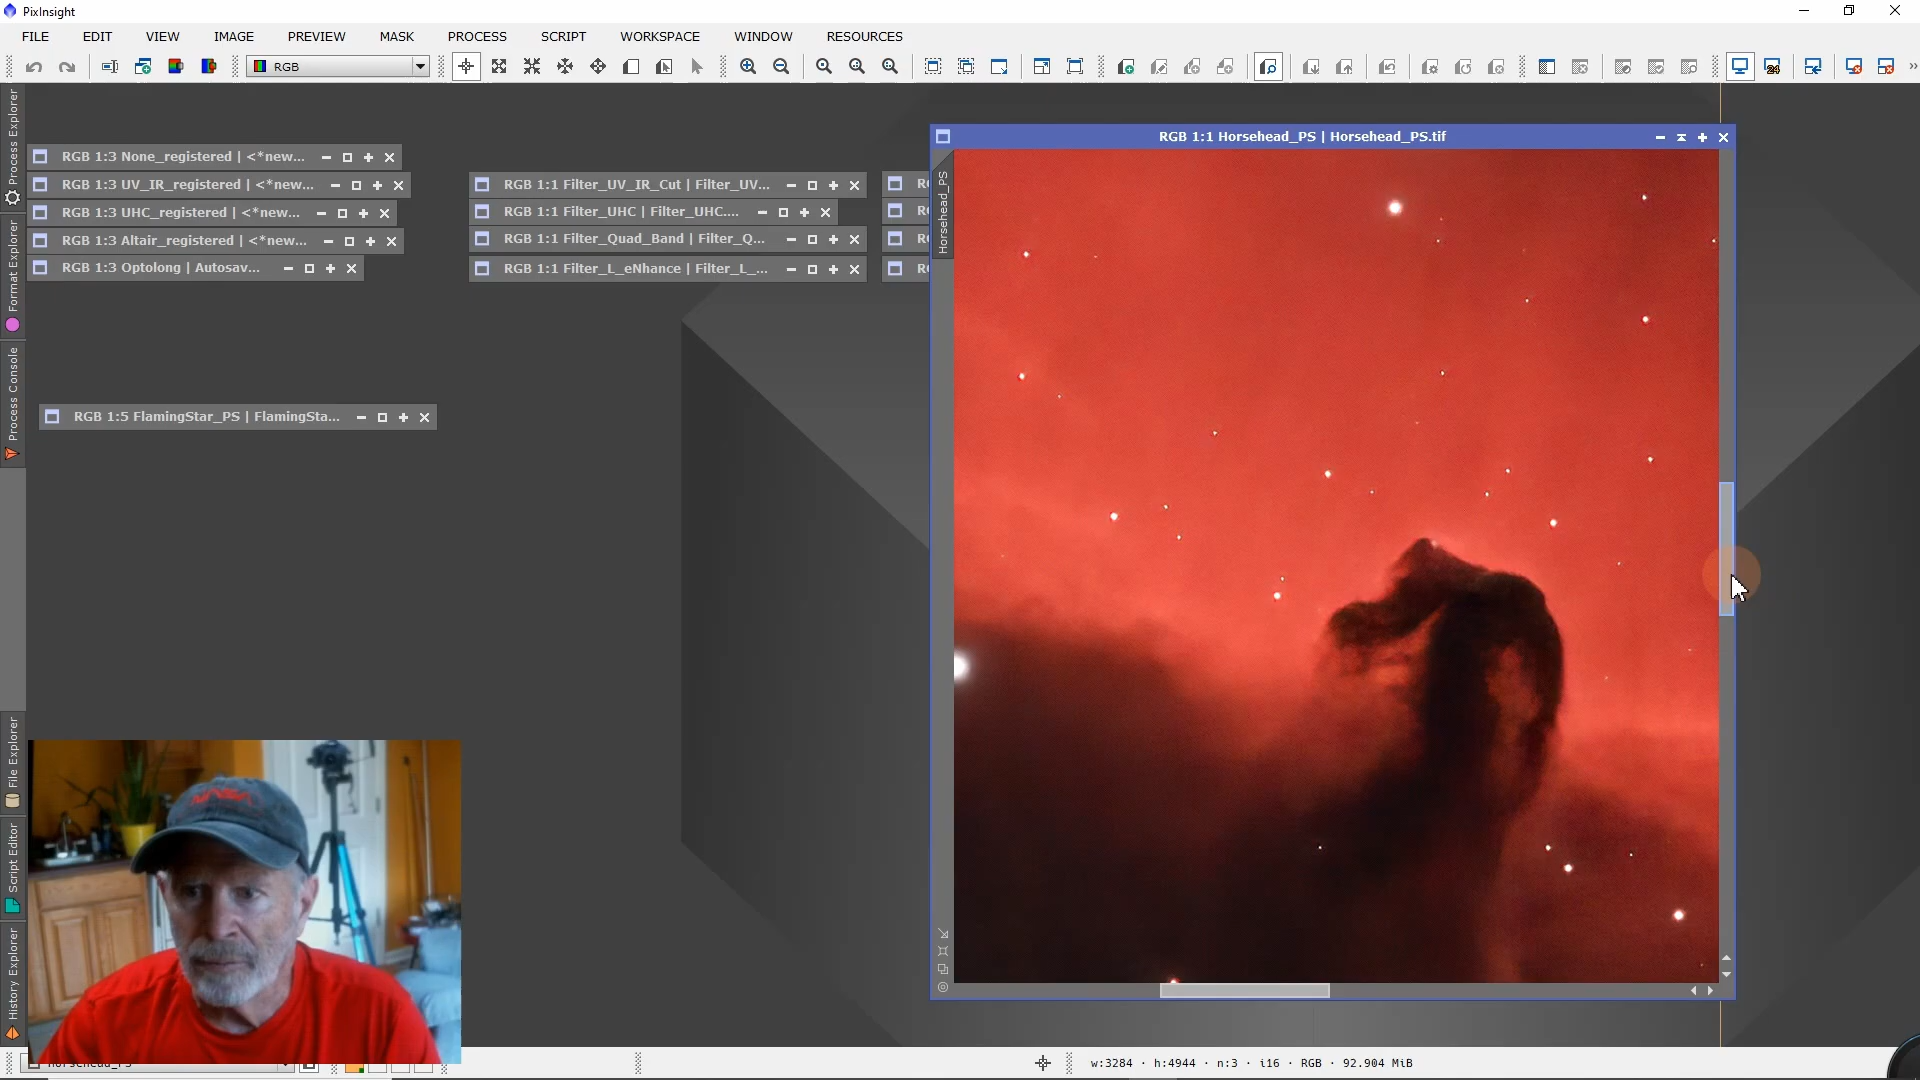 PixInsight
FILE EDIT VIEW IMAGE PREVIEW MASK PROCESS SCRIPT WORKSPACE WINDOW RESOURCES
RGB
24
Process Explorer
Format Explorer
Process Console
File Explorer
Script Editor
History Explorer
RGB 1:3 None_registered | <*new...
RGB 1:3 UV_IR_registered | <*new...
RGB 1:3 UHC_registered | <*new...
RGB 1:3 Altair_registered | <*new...
RGB 1:3 Optolong | Autosav...
RGB 1:1 Filter_UV_IR_Cut | Filter_UV...
RGB 1:1 Filter_UHC | Filter_UHC....
RGB 1:1 Filter_Quad_Band | Filter_Q...
RGB 1:1 Filter_L_eNhance | Filter_L_...
RGB 1:5 FlamingStar_PS | FlamingSta...
RGB 1:1 Horsehead_PS | Horsehead_PS.tif
Horsehead_PS
NASA
Horsehead_PS
w:3284 · h:4944 · n:3 · i16 · RGB · 92.904 MiB